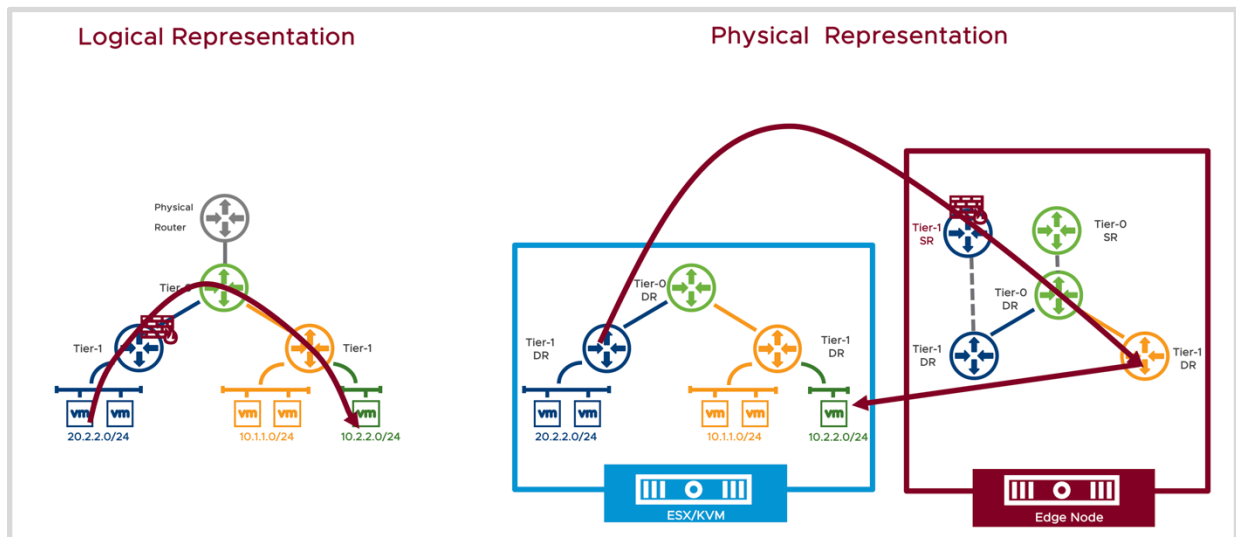 Logical Representation
Physical  Representation
Physical
Router
Tier-0
Tier-1
Tier-1
vm
vm
vm
vm
vm
20.2.2.0/24
10.1.1.0/24
10.2.2.0/24
Tier-0
DR
Tier-1
DR
Tier-1
DR
vm
vm
vm
vm
vm
20.2.2.0/24
10.1.1.0/24
10.2.2.0/24
ESX/KVM
Tier-1
SR
Tier-0
SR
Tier-0
DR
Tier-1
DR
Tier-1
DR
Edge Node